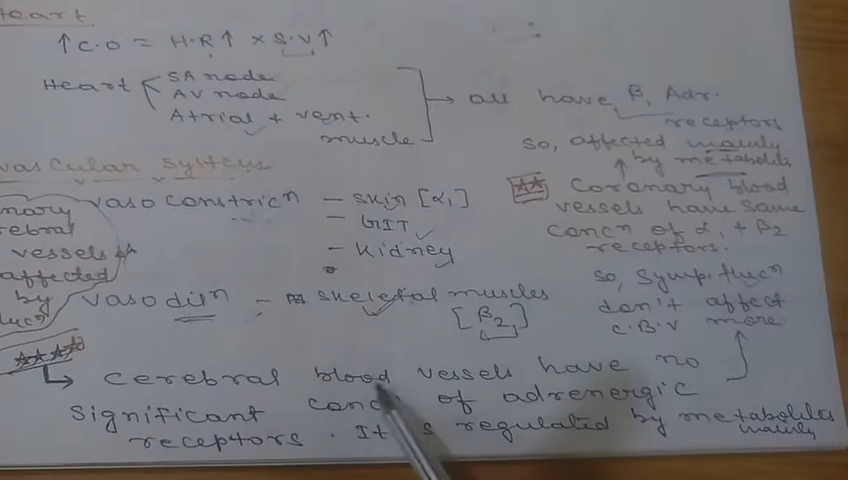 Heart
↑ C.O = H.R ↑ × S.V ↑
Heart
SA node
AV node
Atrial + vent.
muscle
→ all have β1 Adr.
receptors
so, affected mainly
by metabolites
vascular system
vasoconstricn - skin [α1]
- GIT
- Kidney
** Coronary blood
vessels have same
concn of α1 + β2
receptors.
vessels
affected
by
vasodiln - skeletal muscles
[β2]
so, symp. fucn
don't affect
C.B.V more
****
→ cerebral blood vessels have no
significant conc of adrenergic
receptors. It is regulated by metabolites
mainly